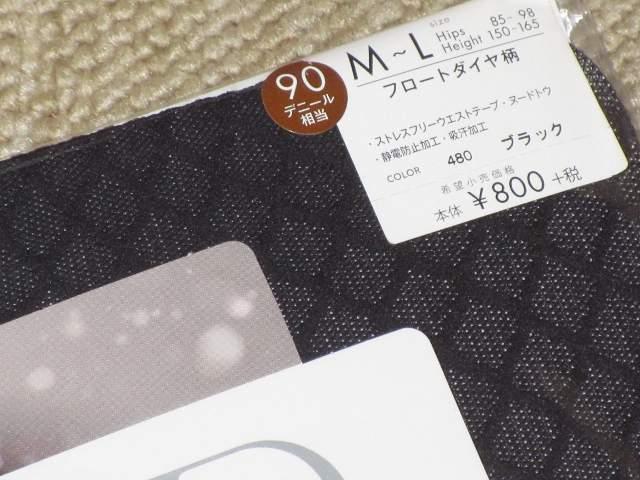 90
デニール
相当
M~L
size
Hips 85~98
Height 150~165
フロートダイヤ柄
・ストレスフリーウエストテープ・ヌードトウ
・静電防止加工・吸汗加工
COLOR 480 ブラック
希望小売価格
本体 ¥800 +税